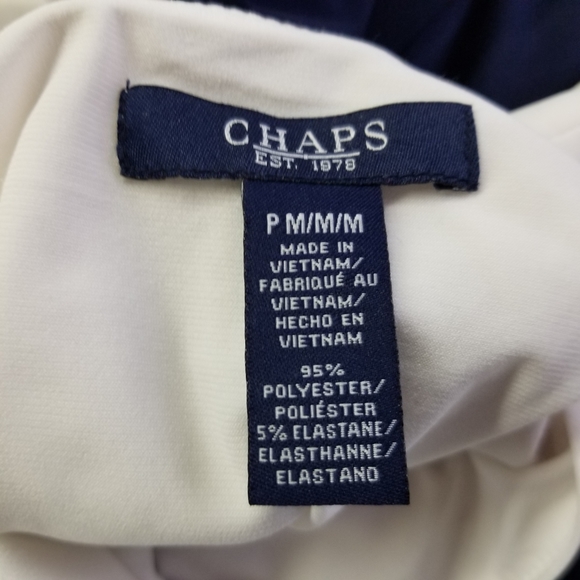 CHAPS
EST. 1978
P M/M/M
MADE IN
VIETNAM/
FABRIQUÉ AU
VIETNAM/
HECHO EN
VIETNAM
95%
POLYESTER/
POLIÉSTER
5% ELASTANE/
ELASTHANNE/
ELASTANO